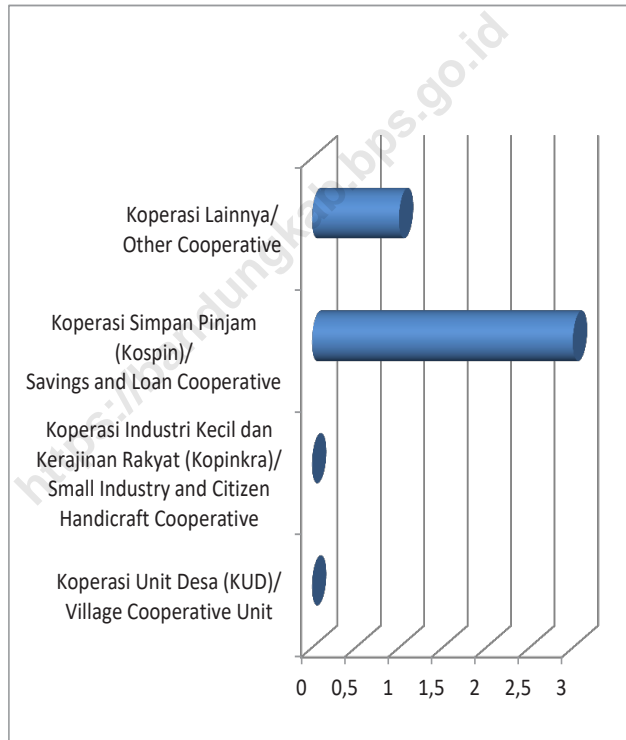 https://bandungkab.bps.go.id
Koperasi Lainnya/
Other Cooperative
Koperasi Simpan Pinjam
(Kospin)/
Savings and Loan Cooperative
Koperasi Industri Kecil dan
Kerajinan Rakyat (Kopinkra)/
Small Industry and Citizen
Handicraft Cooperative
Koperasi Unit Desa (KUD)/
Village Cooperative Unit
0 0,5 1 1,5 2 2,5 3